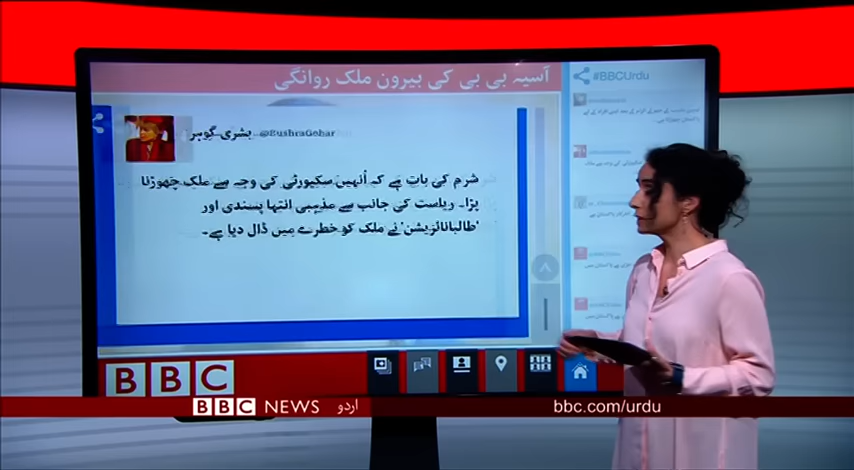 آسیہ بی بی کی بیرون ملک روانگی
#BBCUrdu
بشریٰ گوہر @BushraGohar
شرم کی بات ہے کہ اُنھیں سکیورٹی کی وجہ سے ملک چھوڑنا
پڑا۔ ریاست کی جانب سے مذہبی انتہا پسندی اور
'طالبانائزیشن' نے ملک کو خطرے میں ڈال دیا ہے۔
BBC
BBC NEWS اردو
bbc.com/urdu